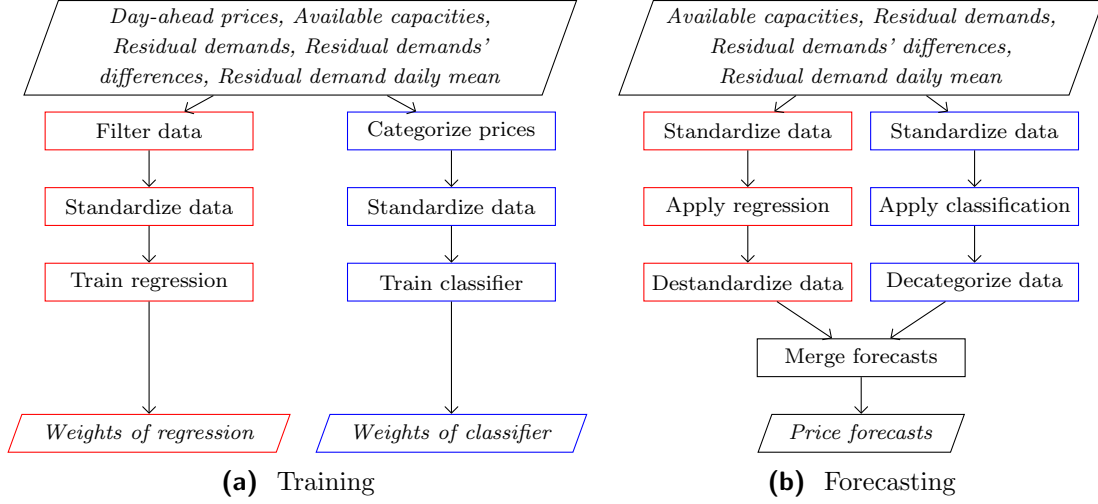 Day-ahead prices, Available capacities,
Residual demands, Residual demands’
differences, Residual demand daily mean
Filter data
Categorize prices
Standardize data
Standardize data
Train regression
Train classifier
Weights of regression
Weights of classifier
(a) Training
Available capacities, Residual demands,
Residual demands’ differences,
Residual demand daily mean
Standardize data
Standardize data
Apply regression
Apply classification
Destandardize data
Decategorize data
Merge forecasts
Price forecasts
(b) Forecasting